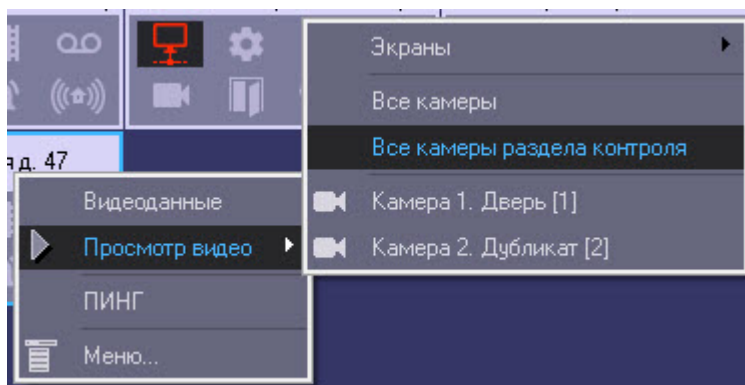 Экраны
Все камеры
Все камеры раздела контроля
Камера 1. Дверь [1]
Камера 2. Дубликат [2]
д. 47
Видеоданные
Просмотр видео
ПИНГ
Меню...